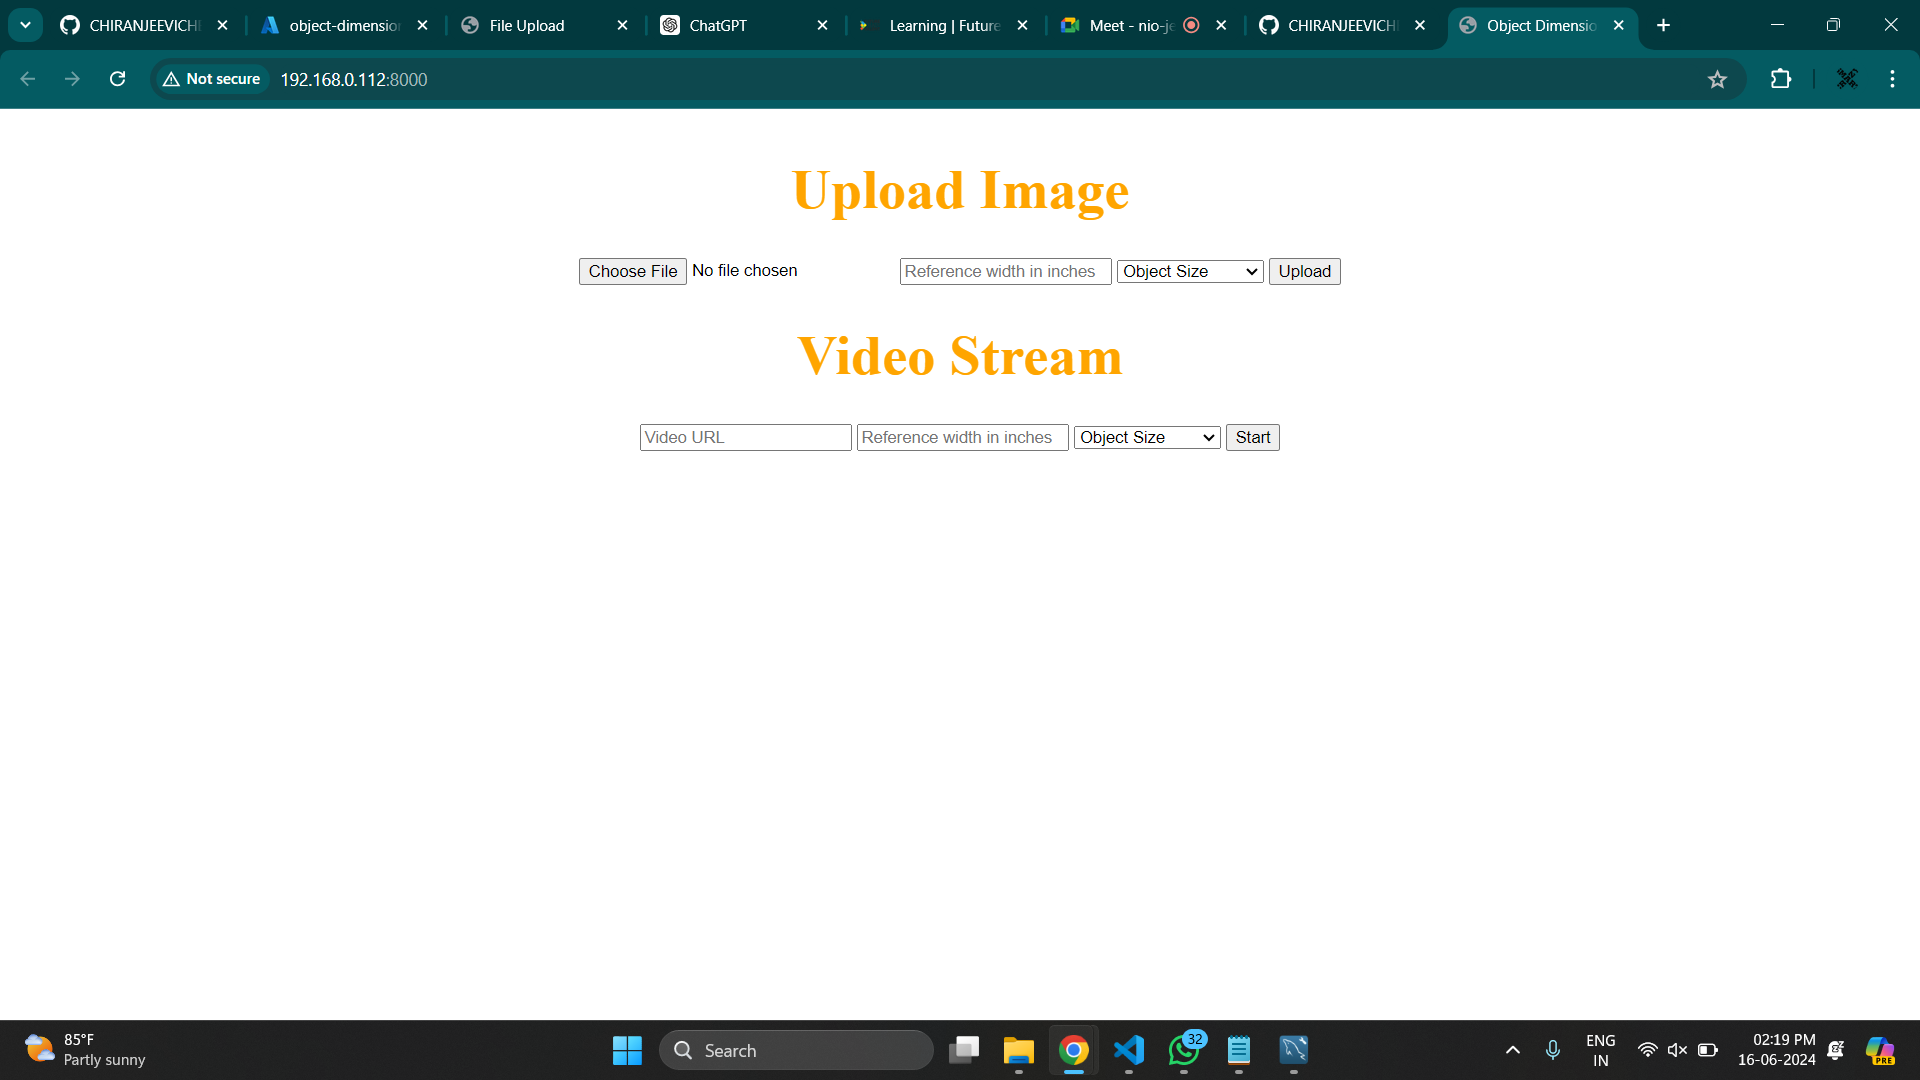 CHIRANJEEVICH
object-dimension
File Upload
ChatGPT
Learning | Future
Meet - nio-je
CHIRANJEEVICH
Object Dimensio
Not secure
192.168.0.112:8000
Upload Image
Choose File No file chosen
Reference width in inches
Object Size
Upload
Video Stream
Video URL
Reference width in inches
Object Size
Start
85°F
Partly sunny
Search
32
ENG
IN
02:19 PM
16-06-2024
PRE